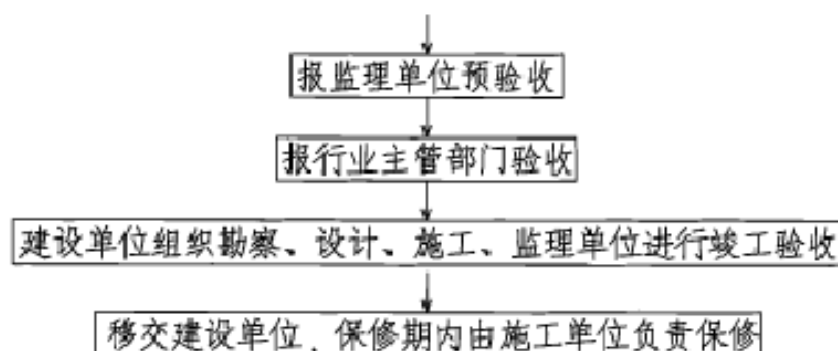 报监理单位预验收
报行业主管部门验收
建设单位组织勘察、设计、施工、监理单位进行竣工验收
移交建设单位、保修期内由施工单位负责保修